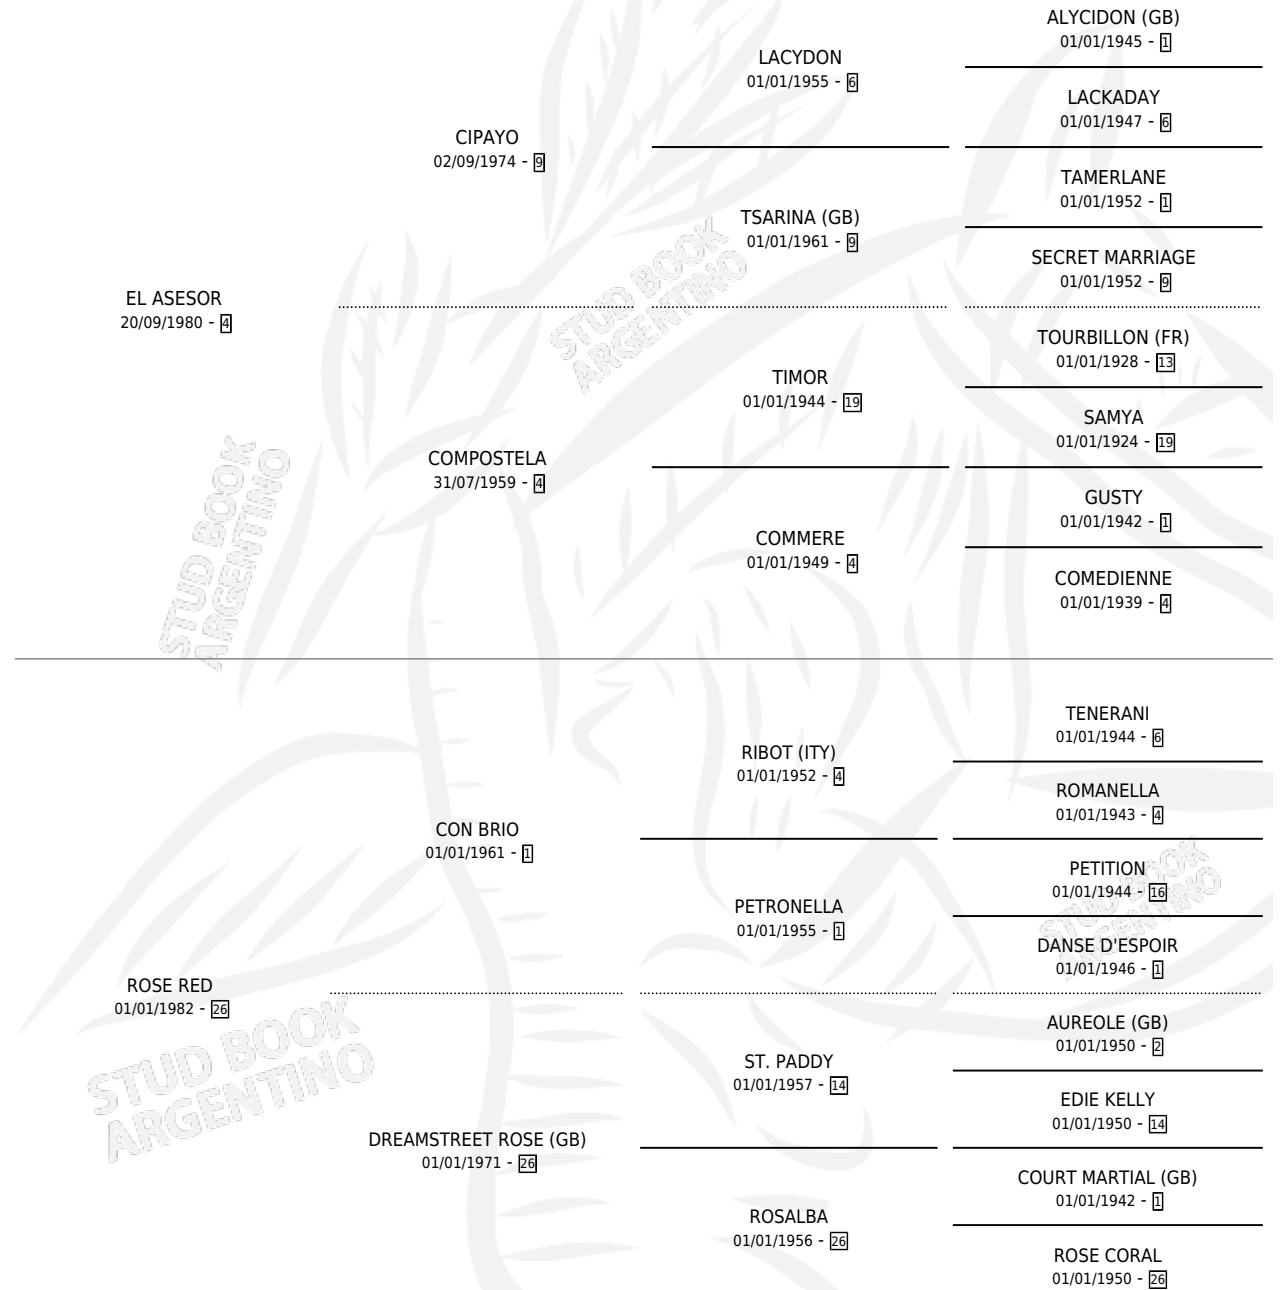 ALYCIDON (GB)
01/01/1945 - 1
LACYDON
01/01/1955 - 6
LACKADAY
01/01/1947 - 6
CIPAYO
02/09/1974 - 9
TAMERLANE
01/01/1952 - 1
TSARINA (GB)
01/01/1961 - 9
SECRET MARRIAGE
01/01/1952 - 9
EL ASESOR
20/09/1980 - 4
STUD BOOK
ARGENTINO
TOURBILLON (FR)
01/01/1928 - 13
TIMOR
01/01/1944 - 19
SAMYA
01/01/1924 - 19
COMPOSTELA
31/07/1959 - 4
GUSTY
01/01/1942 - 1
COMMERE
01/01/1949 - 4
COMEDIENNE
01/01/1939 - 4
STUD BOOK
ARGENTINO
TENERANI
01/01/1944 - 6
RIBOT (ITY)
01/01/1952 - 4
ROMANELLA
01/01/1943 - 4
CON BRIO
01/01/1961 - 1
PETITION
01/01/1944 - 16
PETRONELLA
01/01/1955 - 1
STUD BOOK
ARGENTINO
DANSE D'ESPOIR
01/01/1946 - 1
ROSE RED
01/01/1982 - 26
STUD BOOK
ARGENTINO
AUREOLE (GB)
01/01/1950 - 2
ST. PADDY
01/01/1957 - 14
EDIE KELLY
01/01/1950 - 14
DREAMSTREET ROSE (GB)
01/01/1971 - 26
COURT MARTIAL (GB)
01/01/1942 - 1
ROSALBA
01/01/1956 - 26
ROSE CORAL
01/01/1950 - 26